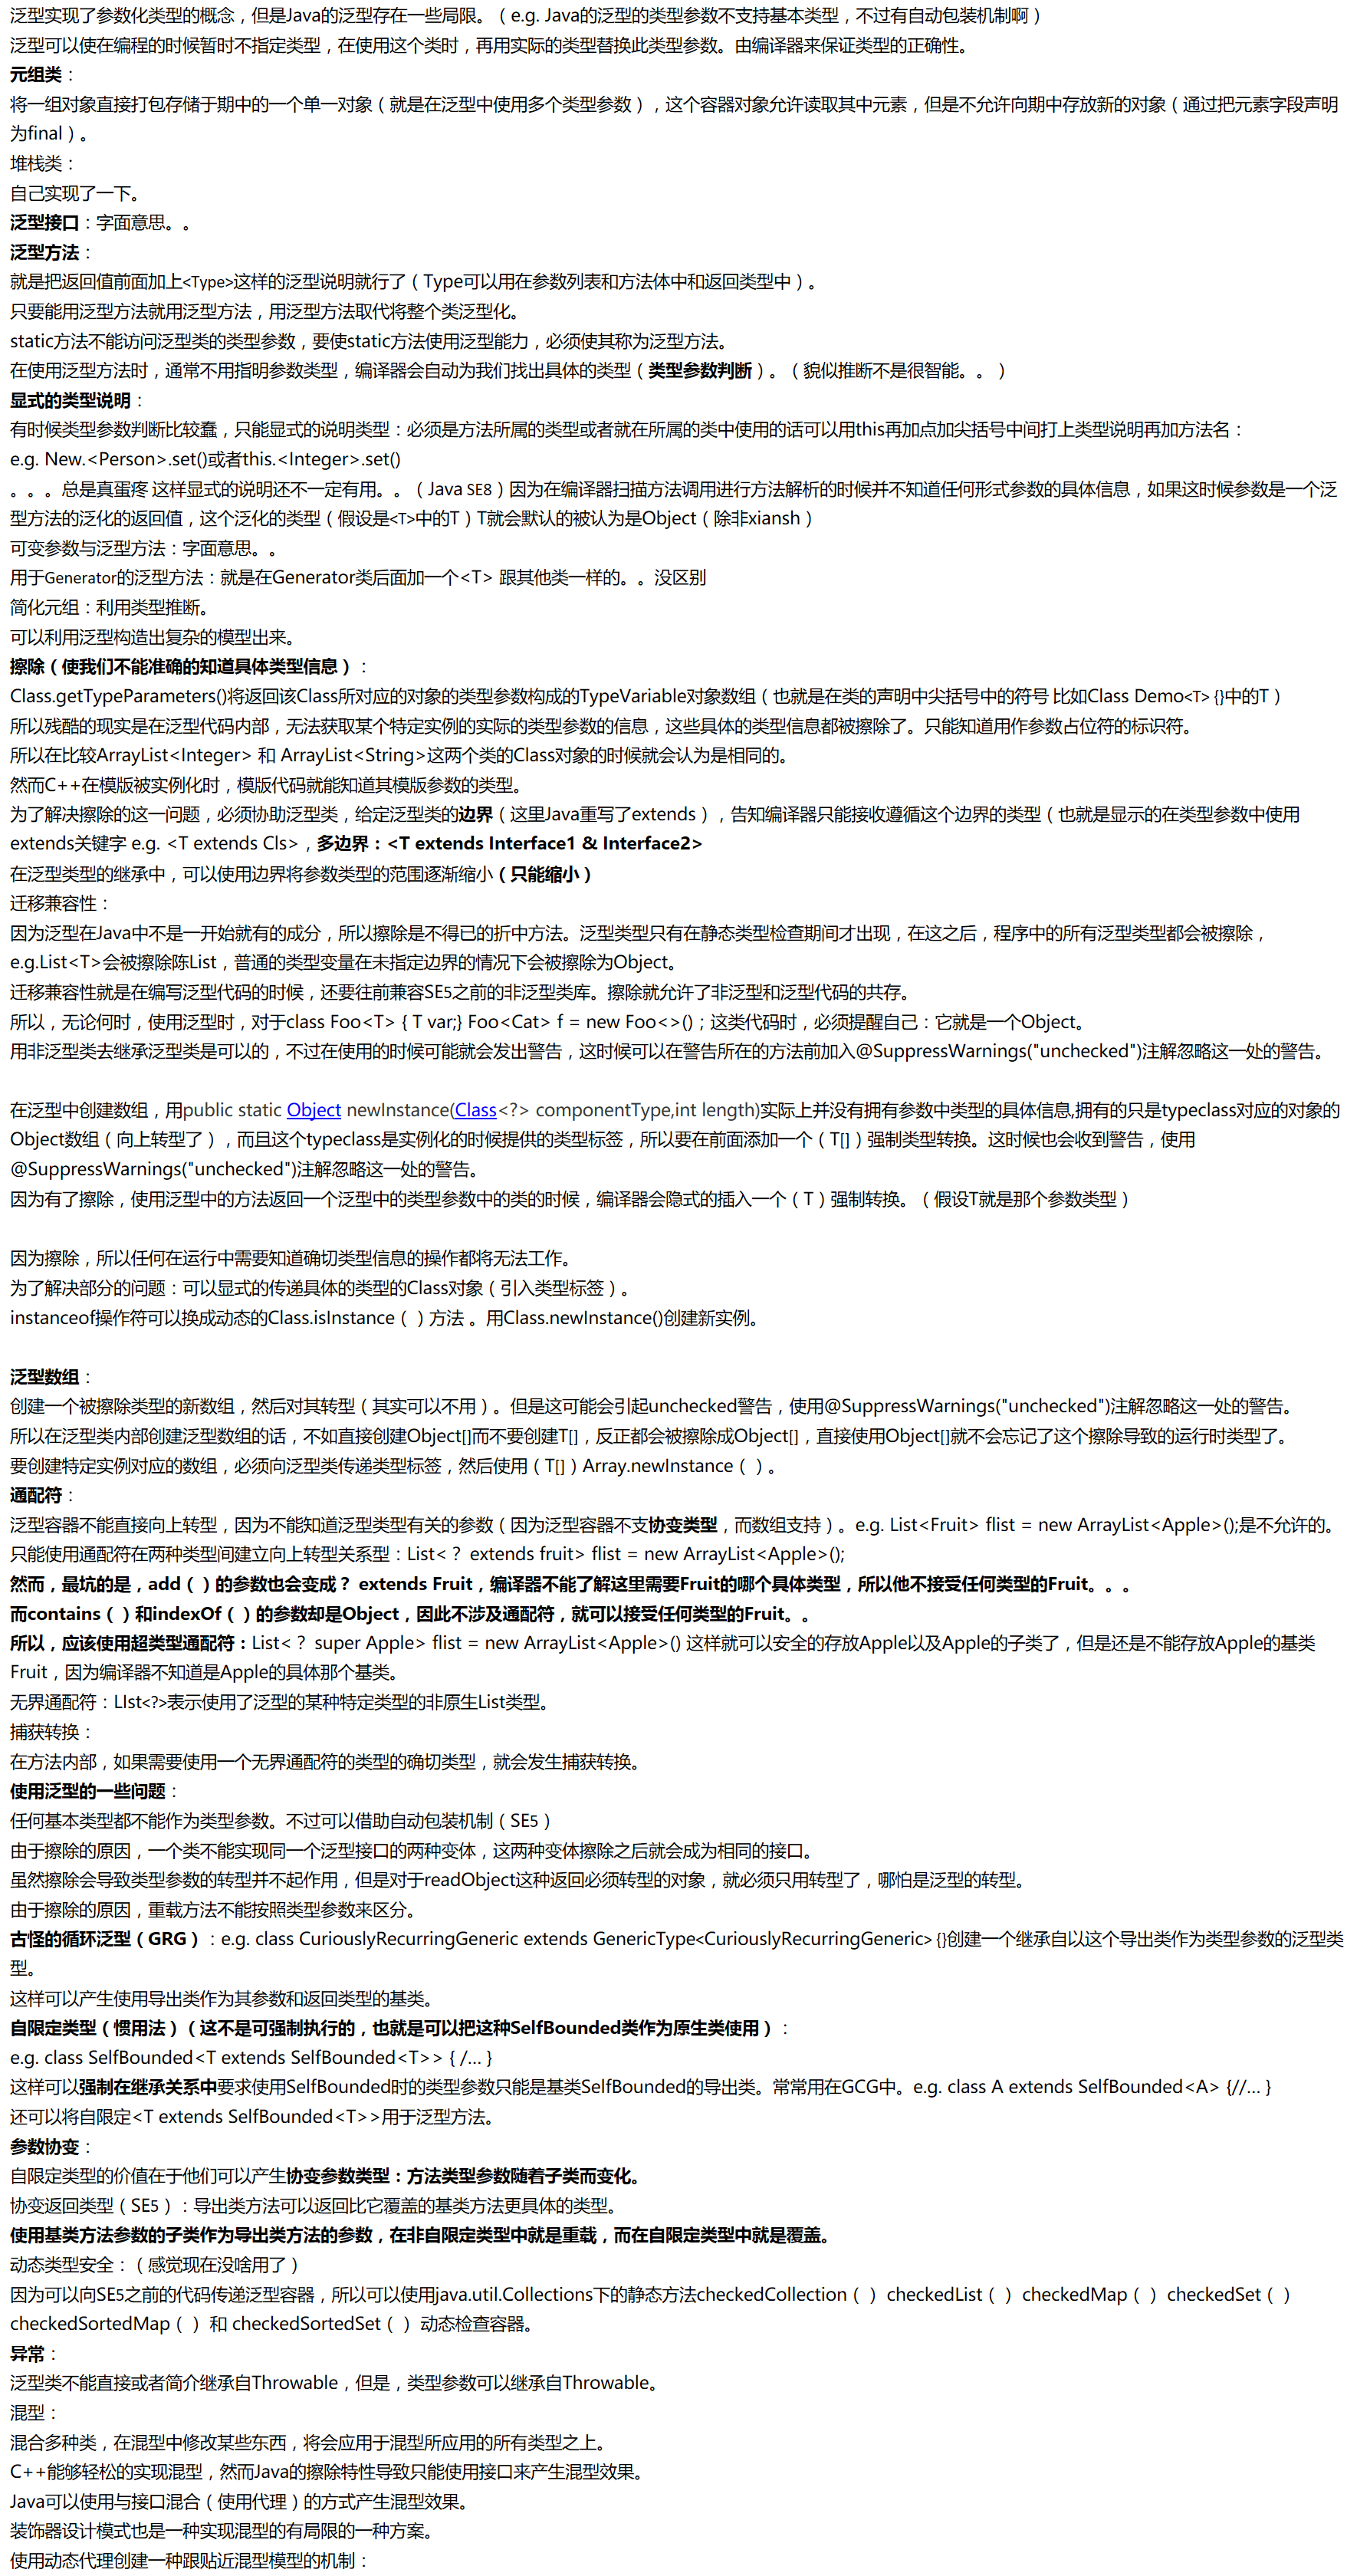 泛型实现了参数化类型的概念，但是Java的泛型存在一些局限。（e.g. Java的泛型的类型参数不支持基本类型，不过有自动包装机制啊）
泛型可以使在编程的时候暂时不指定类型，在使用这个类时，再用实际的类型替换此类型参数。由编译器来保证类型的正确性。
元组类：
将一组对象直接打包存储于期中的一个单一对象（就是在泛型中使用多个类型参数），这个容器对象允许读取其中元素，但是不允许向期中存放新的对象（通过把元素字段声明
为final）。
堆栈类：
自己实现了一下。
泛型接口：字面意思。。
泛型方法：
就是把返回值前面加上<Type>这样的泛型说明就行了（Type可以用在参数列表和方法体中和返回类型中）。
只要能用泛型方法就用泛型方法，用泛型方法取代将整个类泛型化。
static方法不能访问泛型类的类型参数，要使static方法使用泛型能力，必须使其称为泛型方法。
在使用泛型方法时，通常不用指明参数类型，编译器会自动为我们找出具体的类型（类型参数判断）。（貌似推断不是很智能。。）
显式的类型说明：
有时候类型参数判断比较蠢，只能显式的说明类型：必须是方法所属的类型或者就在所属的类中使用的话可以用this再加点加尖括号中间打上类型说明再加方法名：
e.g. New.<Person>.set()或者this.<Integer>.set()
。。。总是真蛋疼 这样显式的说明还不一定有用。。（Java SE8）因为在编译器扫描方法调用进行方法解析的时候并不知道任何形式参数的具体信息，如果这时候参数是一个泛
型方法的泛化的返回值，这个泛化的类型（假设是<T>中的T）T就会默认的被认为是Object（除非xiansh）
可变参数与泛型方法：字面意思。。
用于Generator的泛型方法：就是在Generator类后面加一个<T> 跟其他类一样的。。没区别
简化元组：利用类型推断。
可以利用泛型构造出复杂的模型出来。
擦除（使我们不能准确的知道具体类型信息）：
Class.getTypeParameters()将返回该Class所对应的对象的类型参数构成的TypeVariable对象数组（也就是在类的声明中尖括号中的符号 比如Class Demo<T> {}中的T）
所以残酷的现实是在泛型代码内部，无法获取某个特定实例的实际的类型参数的信息，这些具体的类型信息都被擦除了。只能知道用作参数占位符的标识符。
所以在比较ArrayList<Integer> 和 ArrayList<String>这两个类的Class对象的时候就会认为是相同的。
然而C++在模版被实例化时，模版代码就能知道其模版参数的类型。
为了解决擦除的这一问题，必须协助泛型类，给定泛型类的边界（这里Java重写了extends），告知编译器只能接收遵循这个边界的类型（也就是显示的在类型参数中使用
extends关键字 e.g. <T extends Cls>，多边界：<T extends Interface1 & Interface2>
在泛型类型的继承中，可以使用边界将参数类型的范围逐渐缩小（只能缩小）
迁移兼容性：
因为泛型在Java中不是一开始就有的成分，所以擦除是不得已的折中方法。泛型类型只有在静态类型检查期间才出现，在这之后，程序中的所有泛型类型都会被擦除，
e.g.List<T>会被擦除陈List，普通的类型变量在未指定边界的情况下会被擦除为Object。
迁移兼容性就是在编写泛型代码的时候，还要往前兼容SE5之前的非泛型类库。擦除就允许了非泛型和泛型代码的共存。
所以，无论何时，使用泛型时，对于class Foo<T> { T var;} Foo<Cat> f = new Foo<>()；这类代码时，必须提醒自己：它就是一个Object。
用非泛型类去继承泛型类是可以的，不过在使用的时候可能就会发出警告，这时候可以在警告所在的方法前加入@SuppressWarnings("unchecked")注解忽略这一处的警告。
在泛型中创建数组，用public static Object newInstance(Class<?> componentType,int length)实际上并没有拥有参数中类型的具体信息,拥有的只是typeclass对应的对象的
Object数组（向上转型了），而且这个typeclass是实例化的时候提供的类型标签，所以要在前面添加一个（T[]）强制类型转换。这时候也会收到警告，使用
@SuppressWarnings("unchecked")注解忽略这一处的警告。
因为有了擦除，使用泛型中的方法返回一个泛型中的类型参数中的类的时候，编译器会隐式的插入一个（T）强制转换。（假设T就是那个参数类型）
因为擦除，所以任何在运行中需要知道确切类型信息的操作都将无法工作。
为了解决部分的问题：可以显式的传递具体的类型的Class对象（引入类型标签）。
instanceof操作符可以换成动态的Class.isInstance（ ）方法 。用Class.newInstance()创建新实例。
泛型数组：
创建一个被擦除类型的新数组，然后对其转型（其实可以不用）。但是这可能会引起unchecked警告，使用@SuppressWarnings("unchecked")注解忽略这一处的警告。
所以在泛型类内部创建泛型数组的话，不如直接创建Object[]而不要创建T[]，反正都会被擦除成Object[]，直接使用Object[]就不会忘记了这个擦除导致的运行时类型了。
要创建特定实例对应的数组，必须向泛型类传递类型标签，然后使用（T[]）Array.newInstance（ ）。
通配符：
泛型容器不能直接向上转型，因为不能知道泛型类型有关的参数（因为泛型容器不支协变类型，而数组支持）。e.g. List<Fruit> flist = new ArrayList<Apple>();是不允许的。
只能使用通配符在两种类型间建立向上转型关系型：List<？ extends fruit> flist = new ArrayList<Apple>();
然而，最坑的是，add（ ）的参数也会变成？ extends Fruit，编译器不能了解这里需要Fruit的哪个具体类型，所以他不接受任何类型的Fruit。。。
而contains（ ）和indexOf（ ）的参数却是Object，因此不涉及通配符，就可以接受任何类型的Fruit。。
所以，应该使用超类型通配符：List<？ super Apple> flist = new ArrayList<Apple>() 这样就可以安全的存放Apple以及Apple的子类了，但是还是不能存放Apple的基类
Fruit，因为编译器不知道是Apple的具体那个基类。
无界通配符：LIst<?>表示使用了泛型的某种特定类型的非原生List类型。
捕获转换：
在方法内部，如果需要使用一个无界通配符的类型的确切类型，就会发生捕获转换。
使用泛型的一些问题：
任何基本类型都不能作为类型参数。不过可以借助自动包装机制（SE5）
由于擦除的原因，一个类不能实现同一个泛型接口的两种变体，这两种变体擦除之后就会成为相同的接口。
虽然擦除会导致类型参数的转型并不起作用，但是对于readObject这种返回必须转型的对象，就必须只用转型了，哪怕是泛型的转型。
由于擦除的原因，重载方法不能按照类型参数来区分。
古怪的循环泛型（GRG）：e.g. class CuriouslyRecurringGeneric extends GenericType<CuriouslyRecurringGeneric> {}创建一个继承自以这个导出类作为类型参数的泛型类
型。
这样可以产生使用导出类作为其参数和返回类型的基类。
自限定类型（惯用法）（这不是可强制执行的，也就是可以把这种SelfBounded类作为原生类使用）：
e.g. class SelfBounded<T extends SelfBounded<T>> { /... }
这样可以强制在继承关系中要求使用SelfBounded时的类型参数只能是基类SelfBounded的导出类。常常用在GCG中。e.g. class A extends SelfBounded<A> {//... }
还可以将自限定<T extends SelfBounded<T>>用于泛型方法。
参数协变：
自限定类型的价值在于他们可以产生协变参数类型：方法类型参数随着子类而变化。
协变返回类型（SE5）：导出类方法可以返回比它覆盖的基类方法更具体的类型。
使用基类方法参数的子类作为导出类方法的参数，在非自限定类型中就是重载，而在自限定类型中就是覆盖。
动态类型安全：（感觉现在没啥用了）
因为可以向SE5之前的代码传递泛型容器，所以可以使用java.util.Collections下的静态方法checkedCollection（ ）checkedList（ ）checkedMap（ ）checkedSet（ ）
checkedSortedMap（ ）和 checkedSortedSet（ ）动态检查容器。
异常：
泛型类不能直接或者简介继承自Throwable，但是，类型参数可以继承自Throwable。
混型：
混合多种类，在混型中修改某些东西，将会应用于混型所应用的所有类型之上。
C++能够轻松的实现混型，然而Java的擦除特性导致只能使用接口来产生混型效果。
Java可以使用与接口混合（使用代理）的方式产生混型效果。
装饰器设计模式也是一种实现混型的有局限的一种方案。
使用动态代理创建一种跟贴近混型模型的机制：